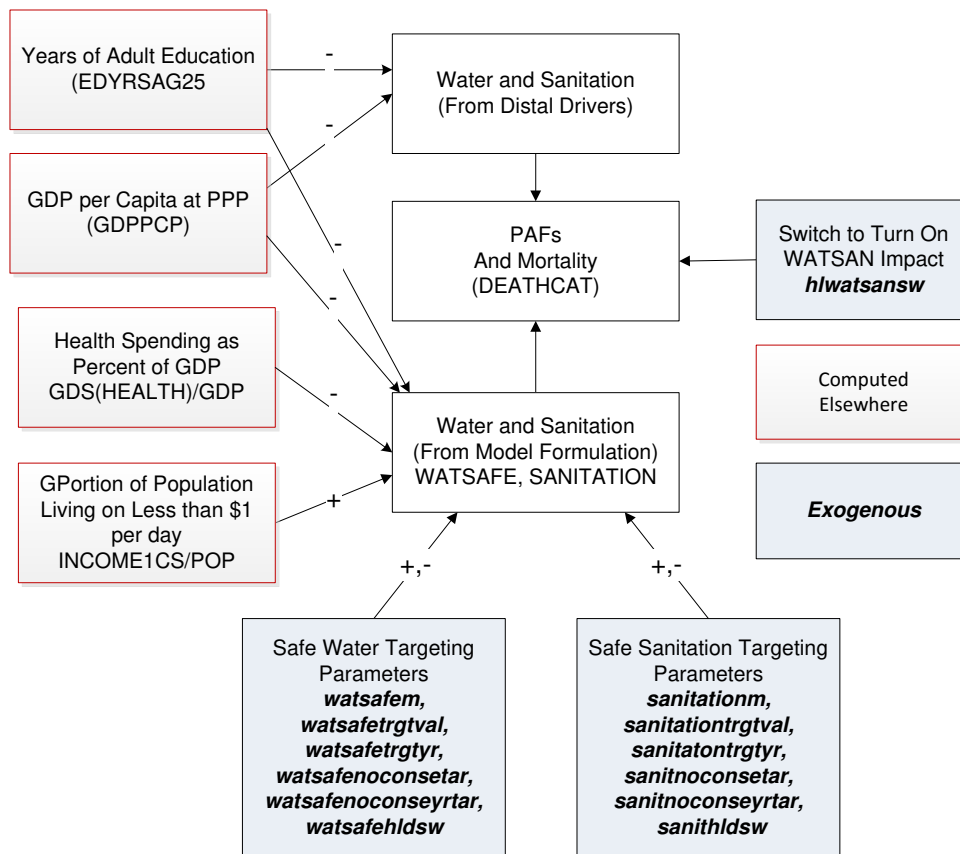 Years of Adult Education
(EDYRSAG25
-
Water and Sanitation
(From Distal Drivers)
-
GDP per Capita at PPP
(GDPPCP)
-
PAFs
And Mortality
(DEATHCAT)
Switch to Turn On
WATSAN Impact
hlwatsansw
-
Health Spending as
Percent of GDP
GDS(HEALTH)/GDP
-
Water and Sanitation
(From Model Formulation)
WATSAFE, SANITATION
Computed
Elsewhere
GPortion of Population
Living on Less than $1
per day
INCOME1CS/POP
+
Exogenous
+,-
+,-
Safe Water Targeting
Parameters
watsafem,
watsafetrgtval,
watsafetrgtyr,
watsafenoconsetar,
watsafenoconseyrtar,
watsafehldsw
Safe Sanitation Targeting
Parameters
sanitationm,
sanitationtrgtval,
sanitatontrgtyr,
sanitnoconsetar,
sanitnoconseyrtar,
sanithldsw